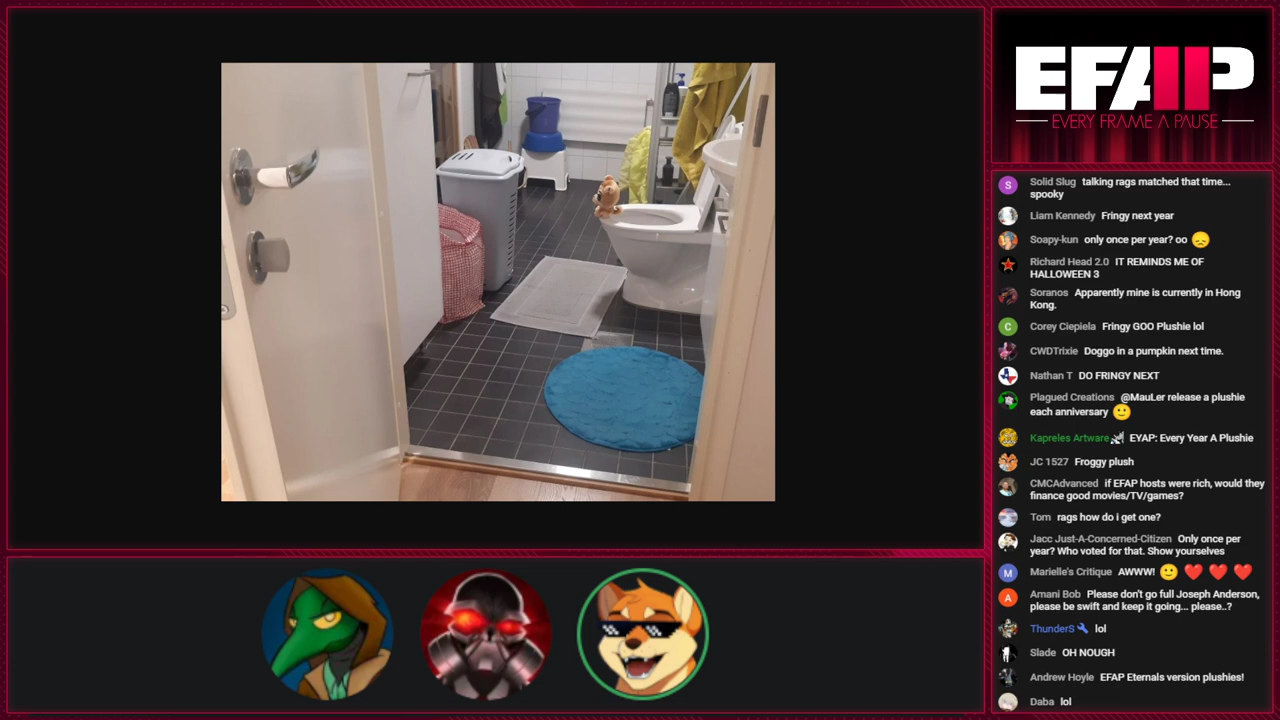 EFAP
EVERY FRAME A PAUSE
S Solid Slug talking rags matched that time...
spooky
Liam Kennedy Fringy next year
Soapy-kun only once per year? oo
Richard Head 2.0 IT REMINDS ME OF
HALLOWEEN 3
Soranos Apparently mine is currently in Hong
Kong.
C Corey Ciepiela Fringy GOO Plushie lol
CWDTrixie Doggo in a pumpkin next time.
Nathan T DO FRINGY NEXT
Plagued Creations @MauLer release a plushie
each anniversary
Kapreles Artware EYAP: Every Year A Plushie
JC 1527 Froggy plush
CMCAdvanced if EFAP hosts were rich, would they
finance good movies/TV/games?
Tom rags how do i get one?
Jacc Just-A-Concerned-Citizen Only once per
year? Who voted for that. Show yourselves
M Marielle's Critique AWWW!
A Amani Bob Please don't go full Joseph Anderson,
please be swift and keep it going... please..?
ThunderS lol
Slade OH NOUGH
Andrew Hoyle EFAP Eternals version plushies!
Daba lol